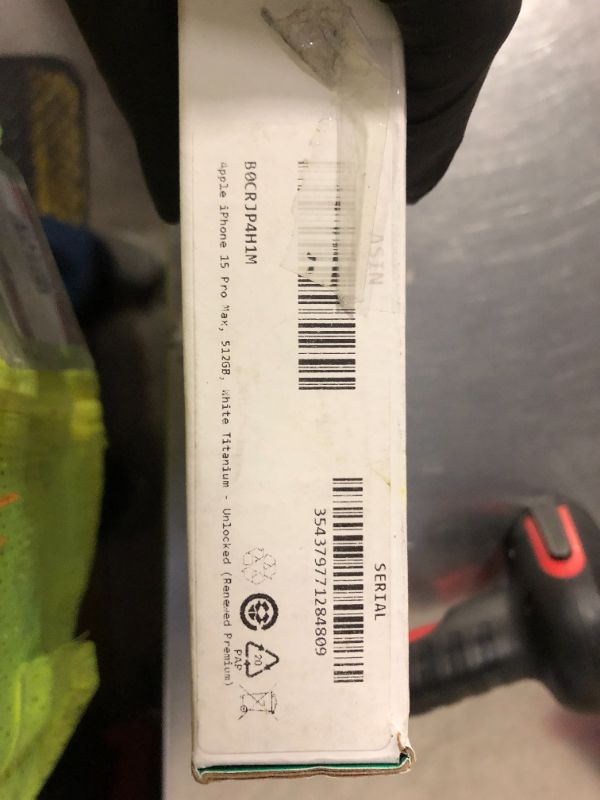 ASIN
B0CRJP4H1M
Apple iPhone 15 Pro Max, 512GB, White Titanium - Unlocked (Renewed Premium)
SERIAL
354379771284809
20
PAP